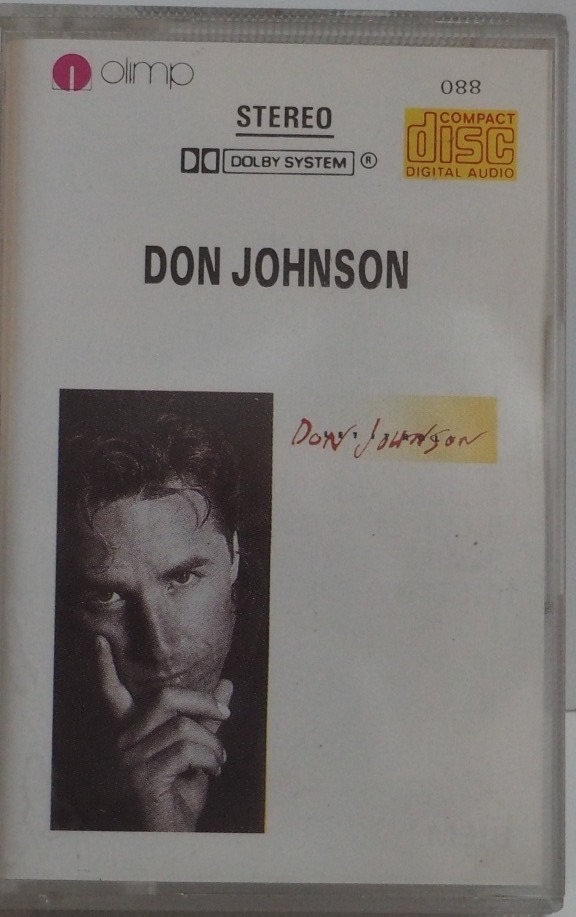 olimp
088
STEREO
DOLBY SYSTEM ®
COMPACT
disc
DIGITAL AUDIO
DON JOHNSON
DON JOHNSON